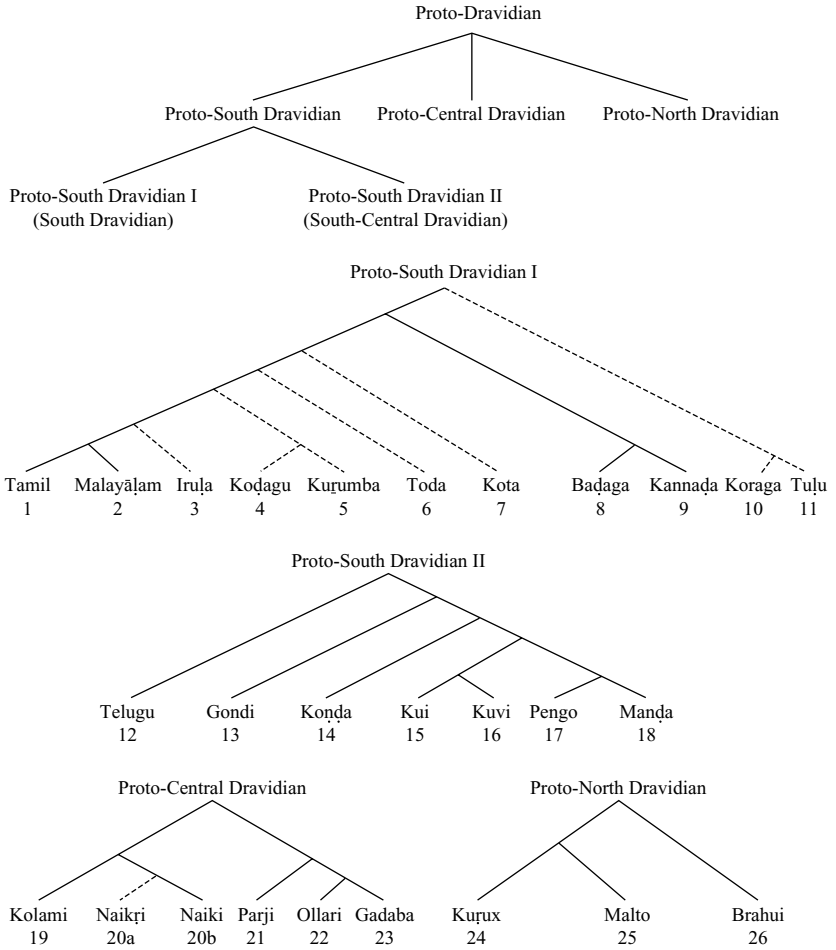 Proto-Dravidian
Proto-South Dravidian Proto-Central Dravidian Proto-North Dravidian
Proto-South Dravidian I Proto-South Dravidian II
(South Dravidian) (South-Central Dravidian)
Proto-South Dravidian I
Tamil Malayāḷam Iruḷa Koḍagu Kuṟumba Toda Kota Baḍaga Kannaḍa Koraga Tuḷu
1 2 3 4 5 6 7 8 9 10 11
Proto-South Dravidian II
Telugu Gondi Koṇḍa Kui Kuvi Pengo Manḍa
12 13 14 15 16 17 18
Proto-Central Dravidian Proto-North Dravidian
Kolami Naikṛi Naiki Parji Ollari Gadaba Kuṛux Malto Brahui
19 20a 20b 21 22 23 24 25 26